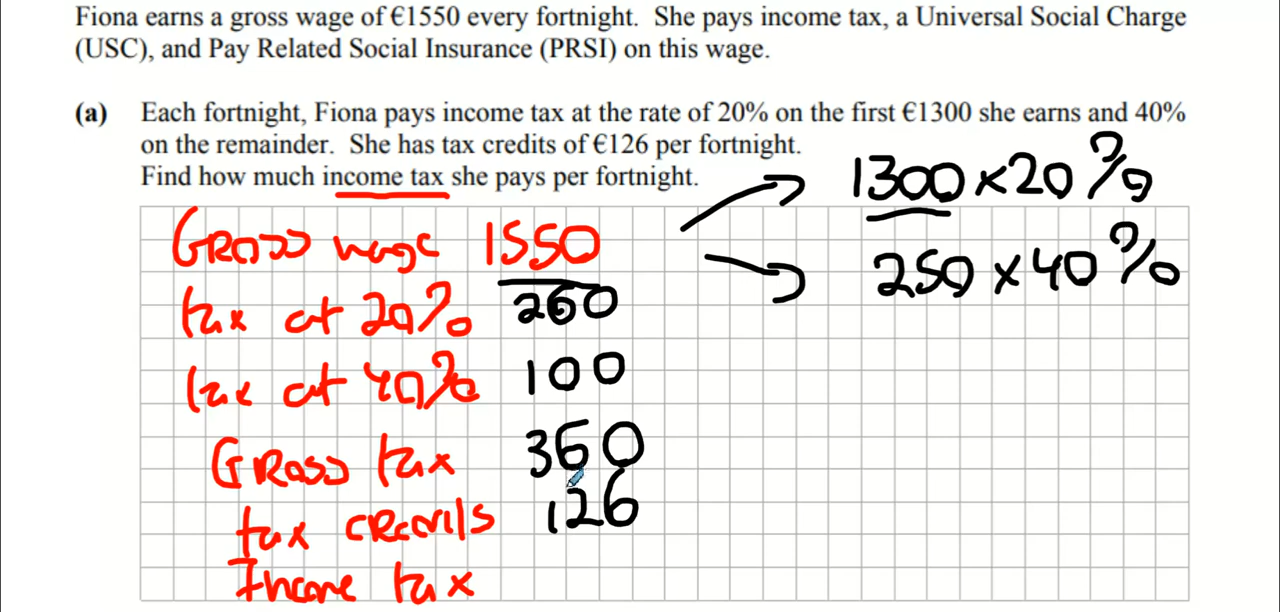 Fiona earns a gross wage of €1550 every fortnight. She pays income tax, a Universal Social Charge
(USC), and Pay Related Social Insurance (PRSI) on this wage.
(a) Each fortnight, Fiona pays income tax at the rate of 20% on the first €1300 she earns and 40%
on the remainder. She has tax credits of €126 per fortnight.
Find how much income tax she pays per fortnight.
1300 x 20%
250 x 40%
Gross wage 1550
tax at 20% 260
tax at 40% 100
Gross tax 360
tax credits 126
Income tax